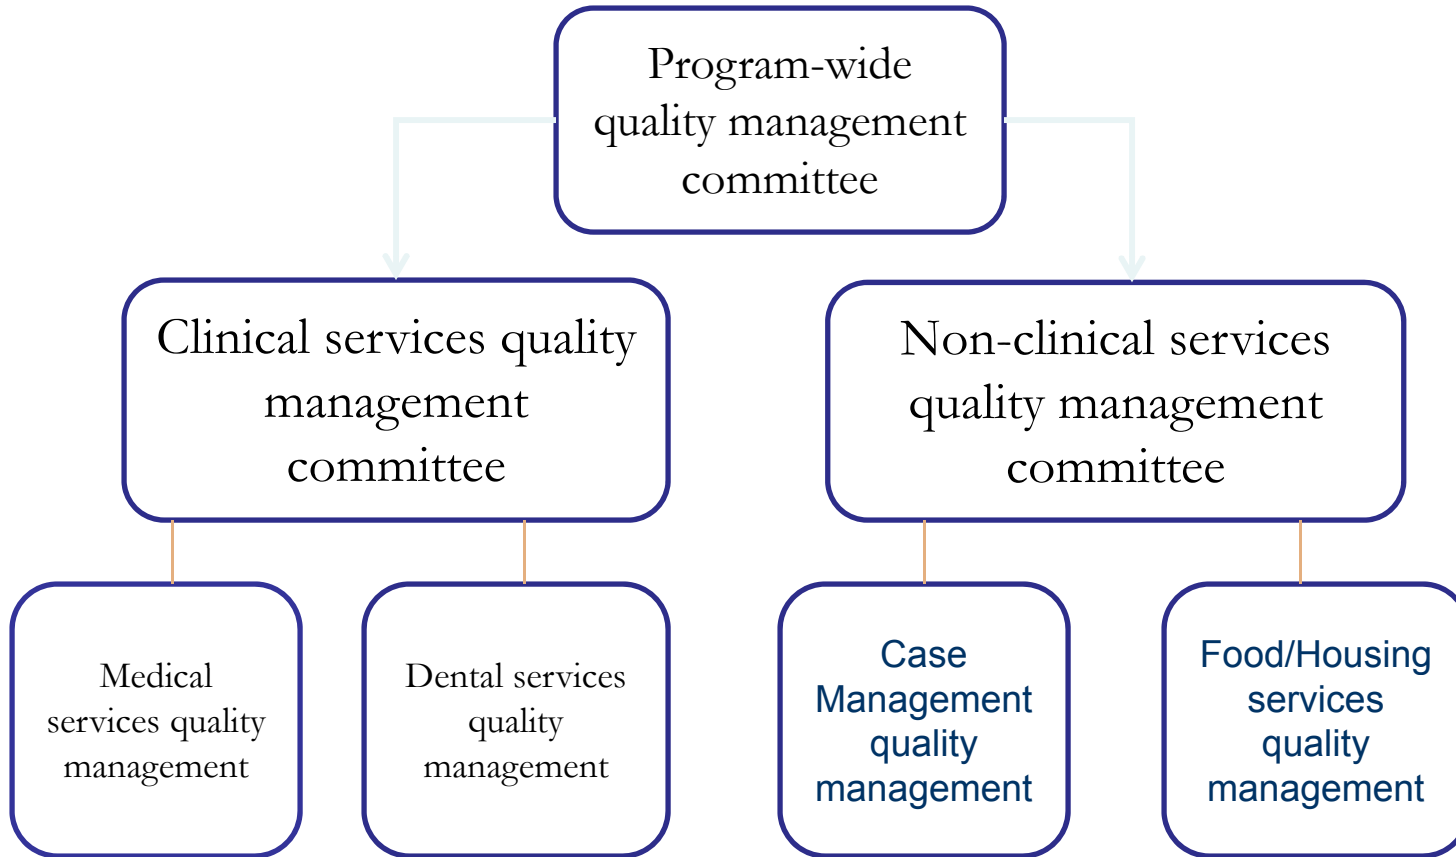 Program-wide
quality management
committee
Clinical services quality
management
committee
Non-clinical services
quality management
committee
Medical
services quality
management
Dental services
quality
management
Case
Management
quality
management
Food/Housing
services
quality
management